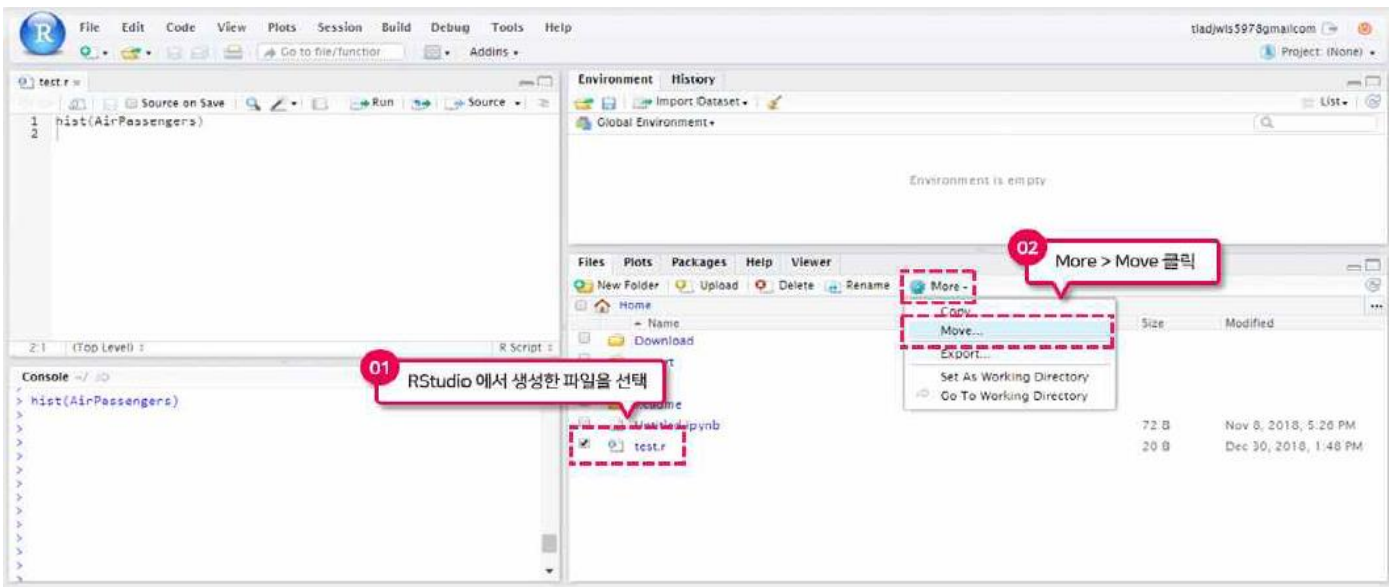 R File Edit Code View Plots Session Build Debug Tools Help
tladjwls5978gmailcom
Go to file/function Addins
Project: (None)
test.r
Source on Save Run Source
1 hist(AirPassengers)
2
2:1 (Top Level) R Script
Console ~/
> hist(AirPassengers)
>
>
>
>
>
>
>
>
>
>
>
Environment History
Import Dataset List
Global Environment
Environment is empty
02
More > Move 클릭
Files Plots Packages Help Viewer
New Folder Upload Delete Rename More
Home
Name Size Modified
Copy...
Move...
Export...
Set As Working Directory
Go To Working Directory
Download
01
RStudio 에서 생성한 파일을 선택
Untitled.ipynb 72 B Nov 8, 2018, 5:26 PM
test.r 20 B Dec 30, 2018, 1:48 PM